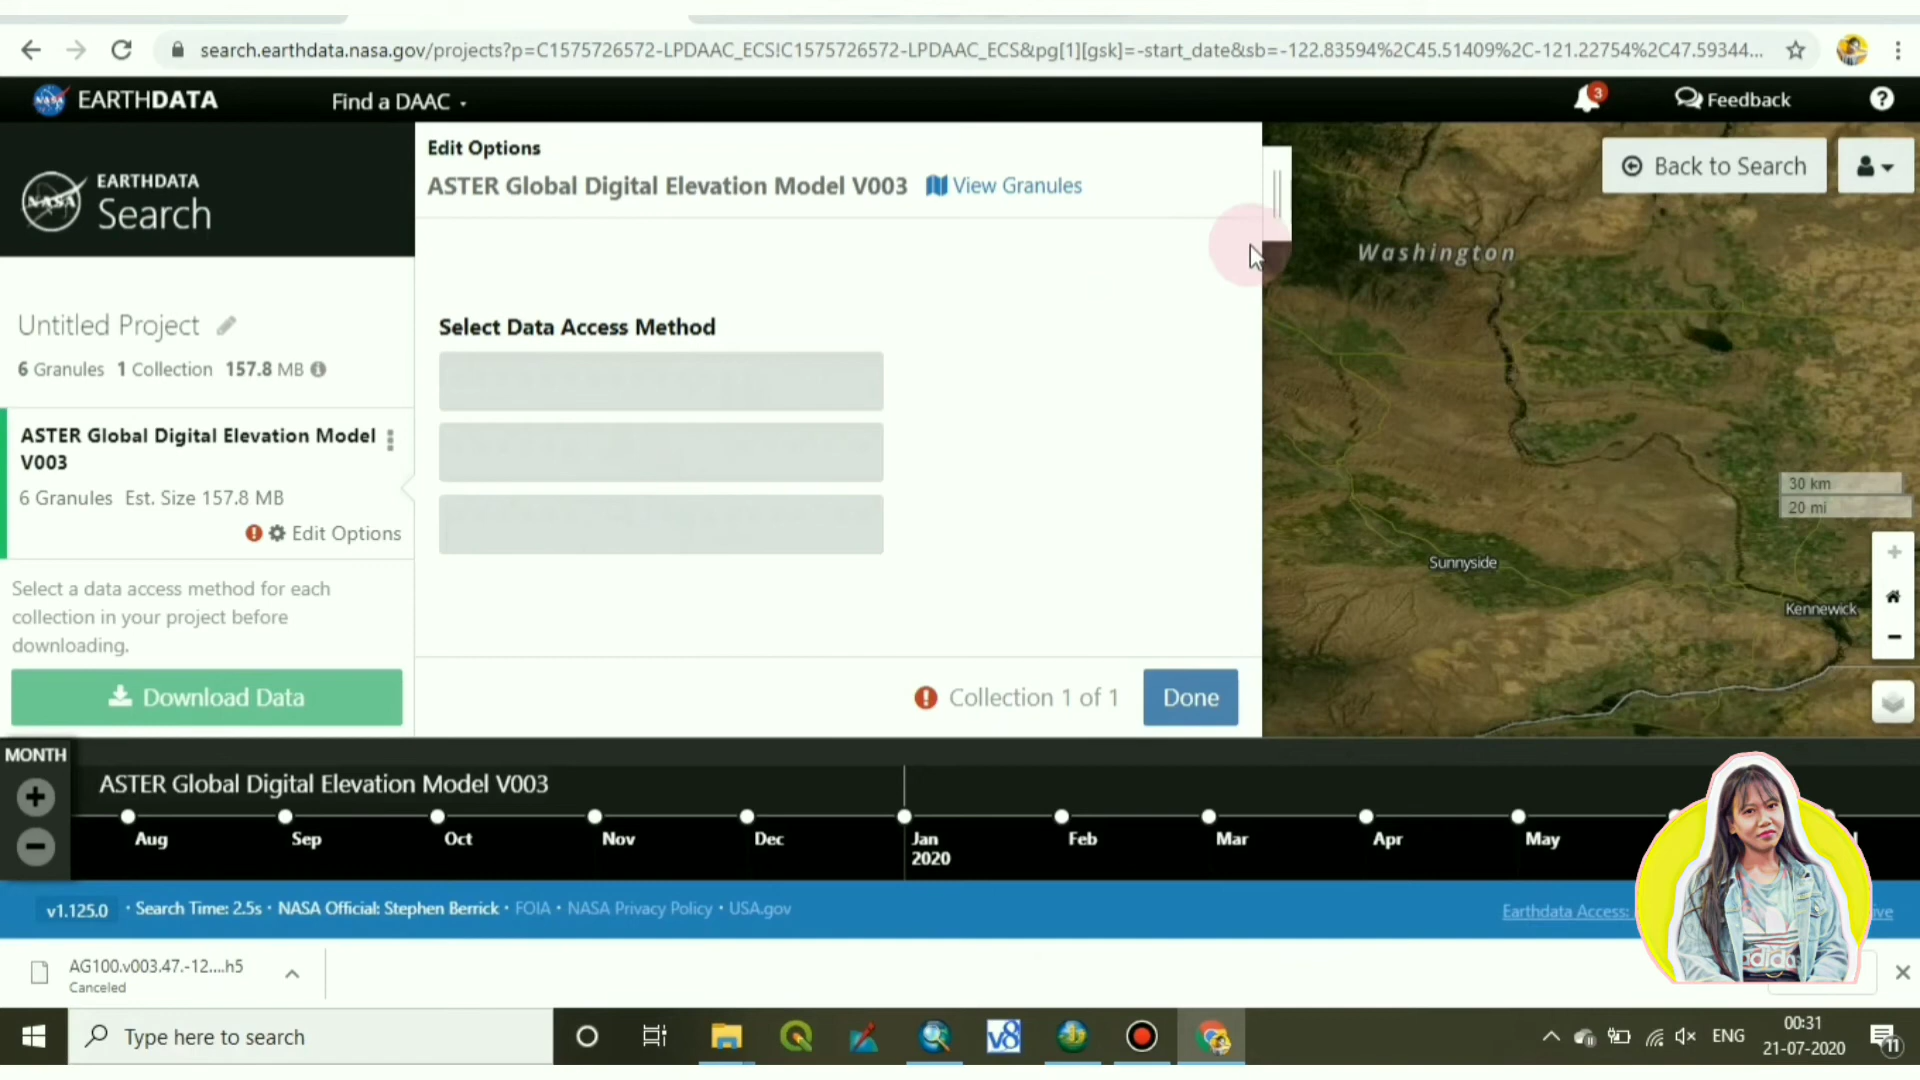 search.earthdata.nasa.gov/projects?p=C1575726572-LPDAAC_ECS!C1575726572-LPDAAC_ECS&pg[1][gsk]=-start_date&sb=-122.83594%2C45.51409%2C-121.22754%2C47.59344...
NASA EARTHDATA
Find a DAAC
3
Feedback
?
NASA EARTHDATA
Search
Edit Options
ASTER Global Digital Elevation Model V003
View Granules
Back to Search
Washington
Untitled Project
6 Granules 1 Collection 157.8 MB
Select Data Access Method
ASTER Global Digital Elevation Model
V003
6 Granules Est. Size 157.8 MB
Edit Options
30 km
20 mi
Sunnyside
Kennewick
Select a data access method for each
collection in your project before
downloading.
Download Data
Collection 1 of 1
Done
MONTH
ASTER Global Digital Elevation Model V003
Aug
Sep
Oct
Nov
Dec
Jan
2020
Feb
Mar
Apr
May
v1.125.0
• Search Time: 2.5s • NASA Official: Stephen Berrick • FOIA • NASA Privacy Policy • USA.gov
Earthdata Access:
ive
AG100.v003.47.-12....h5
Canceled
adidas
Type here to search
v8
ENG
00:31
21-07-2020
11